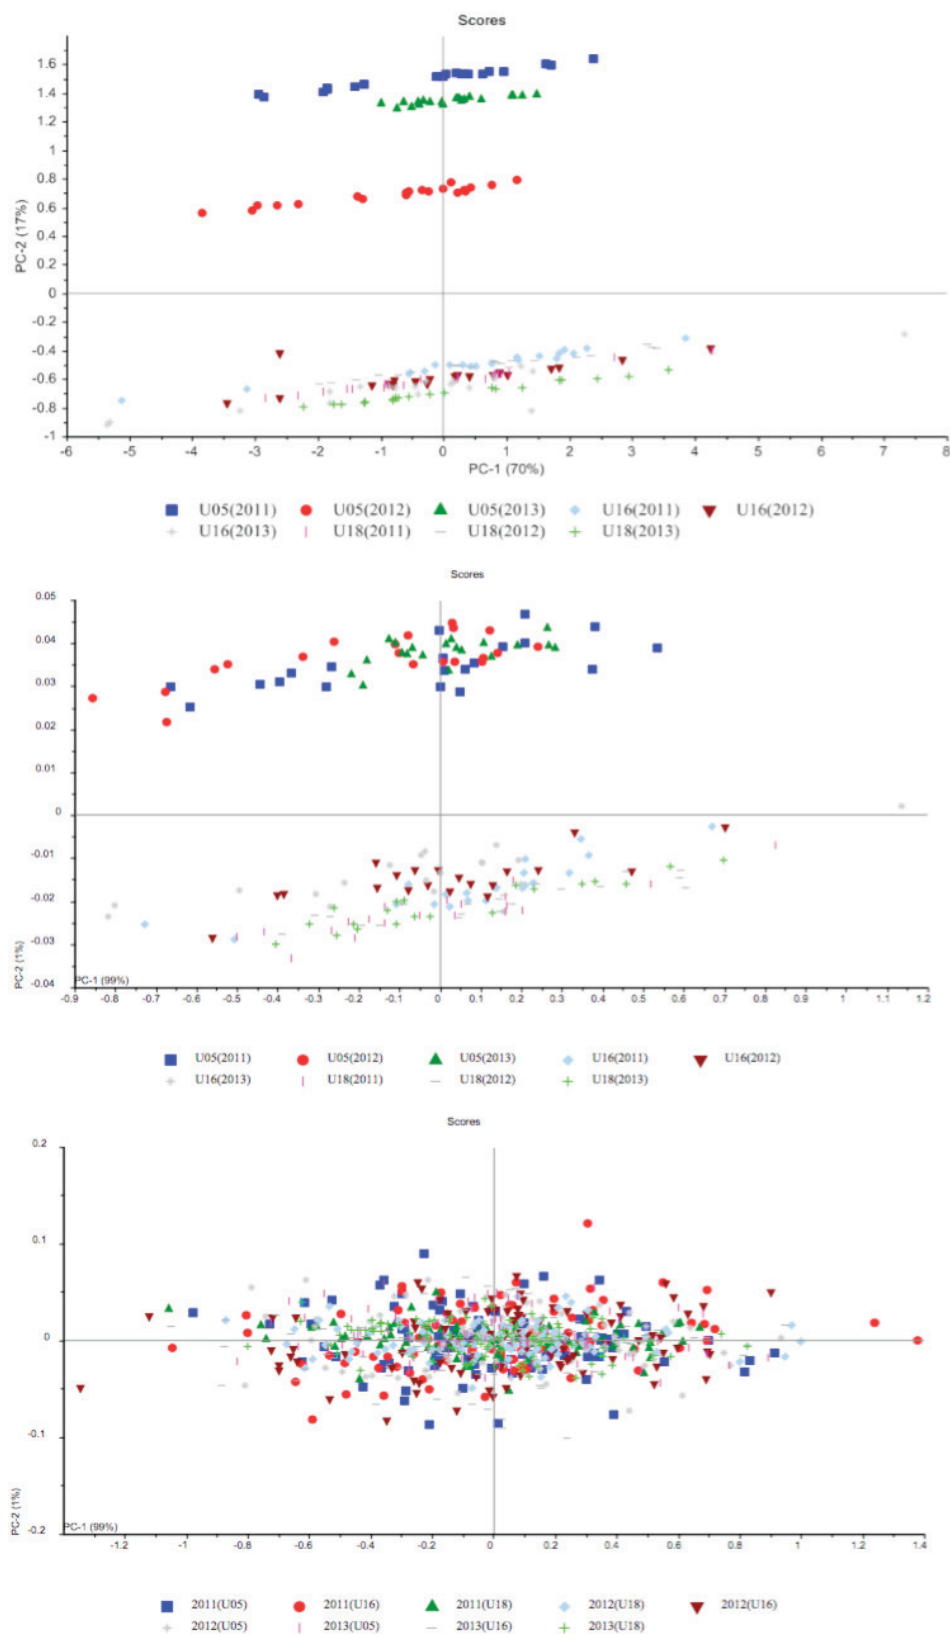 Scores
1.6
1.4
1.2
1
0.8
0.6
0.4
0.2
0
-0.2
-0.4
-0.6
-0.8
-1
PC-2 (17%)
-6 -5 -4 -3 -2 -1 0 1 2 3 4 5 6 7 8
PC-1 (70%)
U05(2011) U05(2012) U05(2013) U16(2011) U16(2012)
U16(2013) U18(2011) U18(2012) U18(2013)
Scores
0.05
0.04
0.03
0.02
0.01
0
-0.01
-0.02
-0.03
-0.04
PC-2 (1%)
PC-1 (99%)
-0.9 -0.8 -0.7 -0.6 -0.5 -0.4 -0.3 -0.2 -0.1 0 0.1 0.2 0.3 0.4 0.5 0.6 0.7 0.8 0.9 1 1.1 1.2
U05(2011) U05(2012) U05(2013) U16(2011) U16(2012)
U16(2013) U18(2011) U18(2012) U18(2013)
Scores
0.2
0.1
0
-0.1
-0.2
PC-2 (1%)
PC-1 (99%)
-1.2 -1 -0.8 -0.6 -0.4 -0.2 0 0.2 0.4 0.6 0.8 1 1.2 1.4
2011(U05) 2011(U16) 2011(U18) 2012(U18) 2012(U16)
2012(U05) 2013(U05) 2013(U16) 2013(U18)